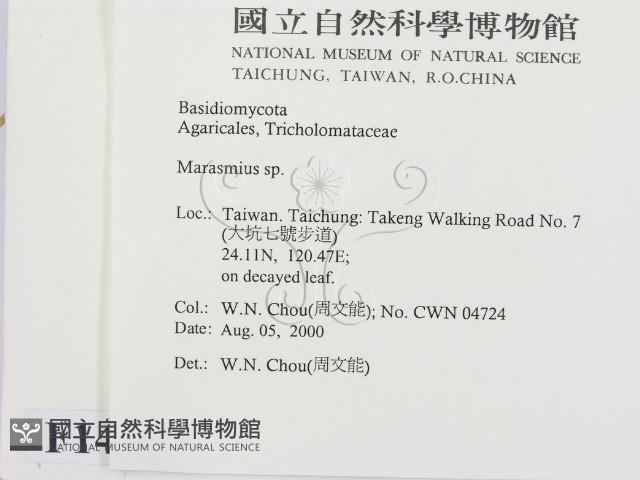 國立自然科學博物館
NATIONAL MUSEUM OF NATURAL SCIENCE
TAICHUNG, TAIWAN, R.O.CHINA
Basidiomycota
Agaricales, Tricholomataceae
Marasmius sp.
Loc.: Taiwan. Taichung: Takeng Walking Road No. 7
(大坑七號步道)
24.11N, 120.47E;
on decayed leaf.
Col.: W.N. Chou(周文能); No. CWN 04724
Date: Aug. 05, 2000
Det.: W.N. Chou(周文能)
國立自然科學博物館
NATIONAL MUSEUM OF NATURAL SCIENCE